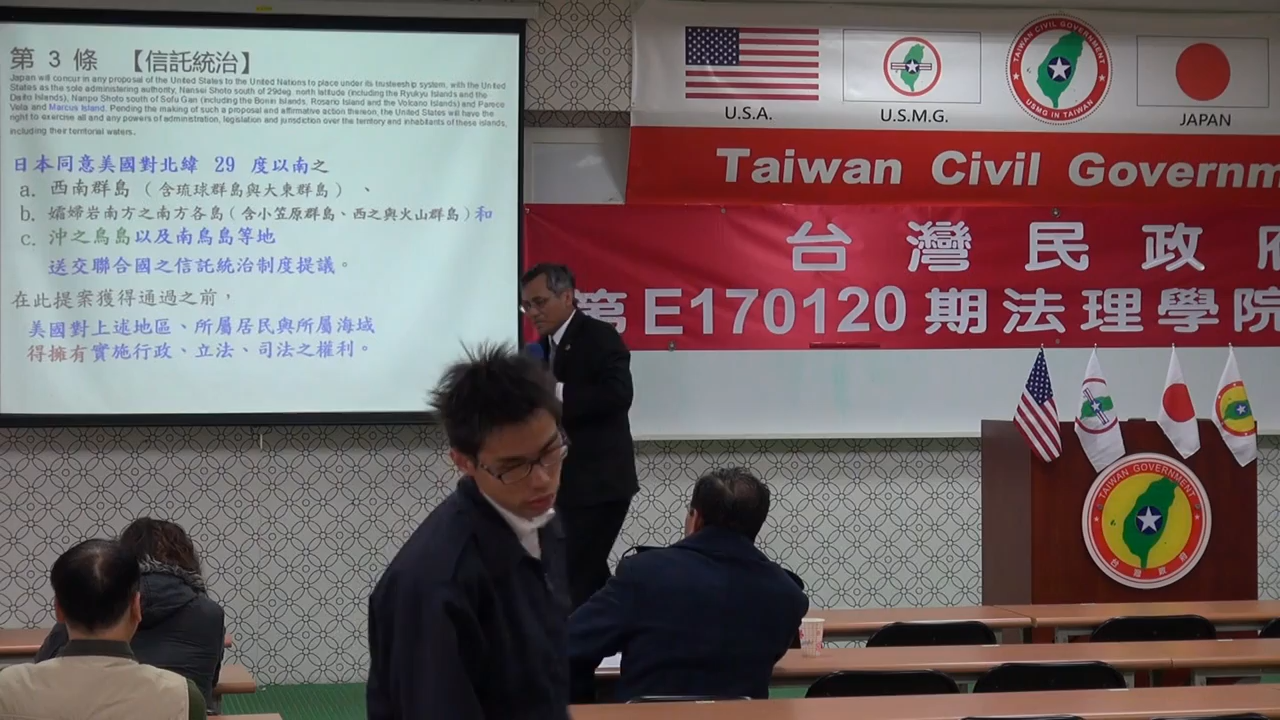 第 3 條 【信託統治】
Japan will concur in any proposal of the United States to the United Nations to place under its trusteeship system, with the United
States as the sole administering authority, Nansei Shoto south of 29deg. north latitude (including the Ryukyu Islands and the
Daito Islands), Nanpo Shoto south of Sofu Gan (including the Bonin Islands, Rosario Island and the Volcano Islands) and Parece
Vela and Marcus Island. Pending the making of such a proposal and affirmative action thereon, the United States will have the
right to exercise all and any powers of administration, legislation and jurisdiction over the territory and inhabitants of these islands,
including their territorial waters.
日本同意美國對北緯 29 度以南之
a. 西南群島 (含琉球群島與大東群島) 、
b. 孀婦岩南方之南方各島(含小笠原群島、西之與火山群島)和
c. 沖之鳥島以及南鳥島等地
送交聯合國之信託統治制度提議。
在此提案獲得通過之前,
美國對上述地區、所屬居民與所屬海域
得擁有實施行政、立法、司法之權利。
U.S.A.
U.S.M.G.
TAIWAN CIVIL GOVERNMENT
USMG IN TAIWAN
JAPAN
Taiwan Civil Governm
台灣民政府
第E170120期法理學院
TAIWAN GOVERNMENT
台灣政府